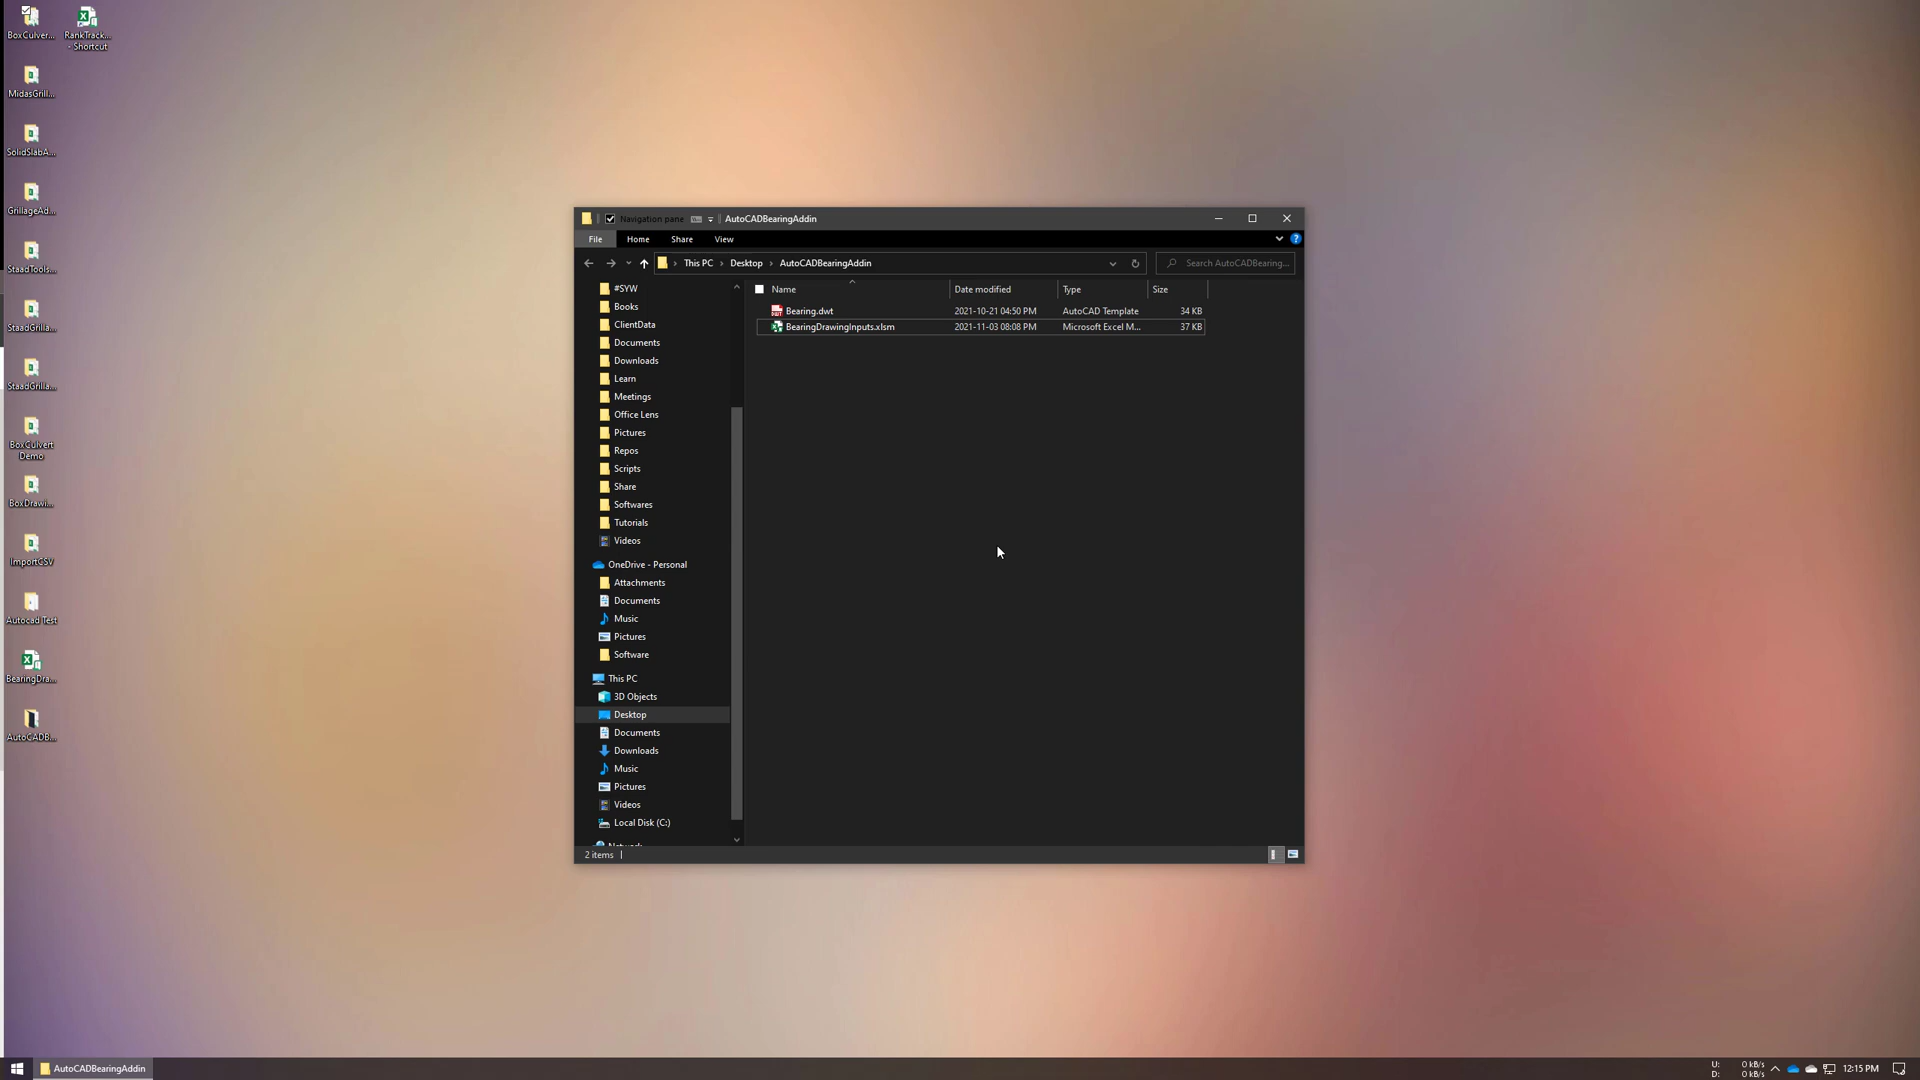 BoxCulver...
RankTrack...
- Shortcut
MidasGrill...
SolidSlabA...
GrillageAd...
StaadTools...
StaadGrilla...
StaadGrilla...
BoxCulvert
Demo
BoxDrawi...
ImportCSV
Autocad Test
BearingDra...
AutoCADB...
Navigation pane
AutoCADBearingAddin
File
Home
Share
View
This PC
Desktop
AutoCADBearingAddin
Search AutoCADBearing...
#SYW
Books
ClientData
Documents
Downloads
Learn
Meetings
Office Lens
Pictures
Repos
Scripts
Share
Softwares
Tutorials
Videos
OneDrive - Personal
Attachments
Documents
Music
Pictures
Software
This PC
3D Objects
Desktop
Documents
Downloads
Music
Pictures
Videos
Local Disk (C:)
Network
Name Date modified Type Size
Bearing.dwt 2021-10-21 04:50 PM AutoCAD Template 34 KB
BearingDrawingInputs.xlsm 2021-11-03 08:08 PM Microsoft Excel M... 37 KB
2 items
AutoCADBearingAddin
U: 0 kB/s
D: 0 kB/s
12:15 PM